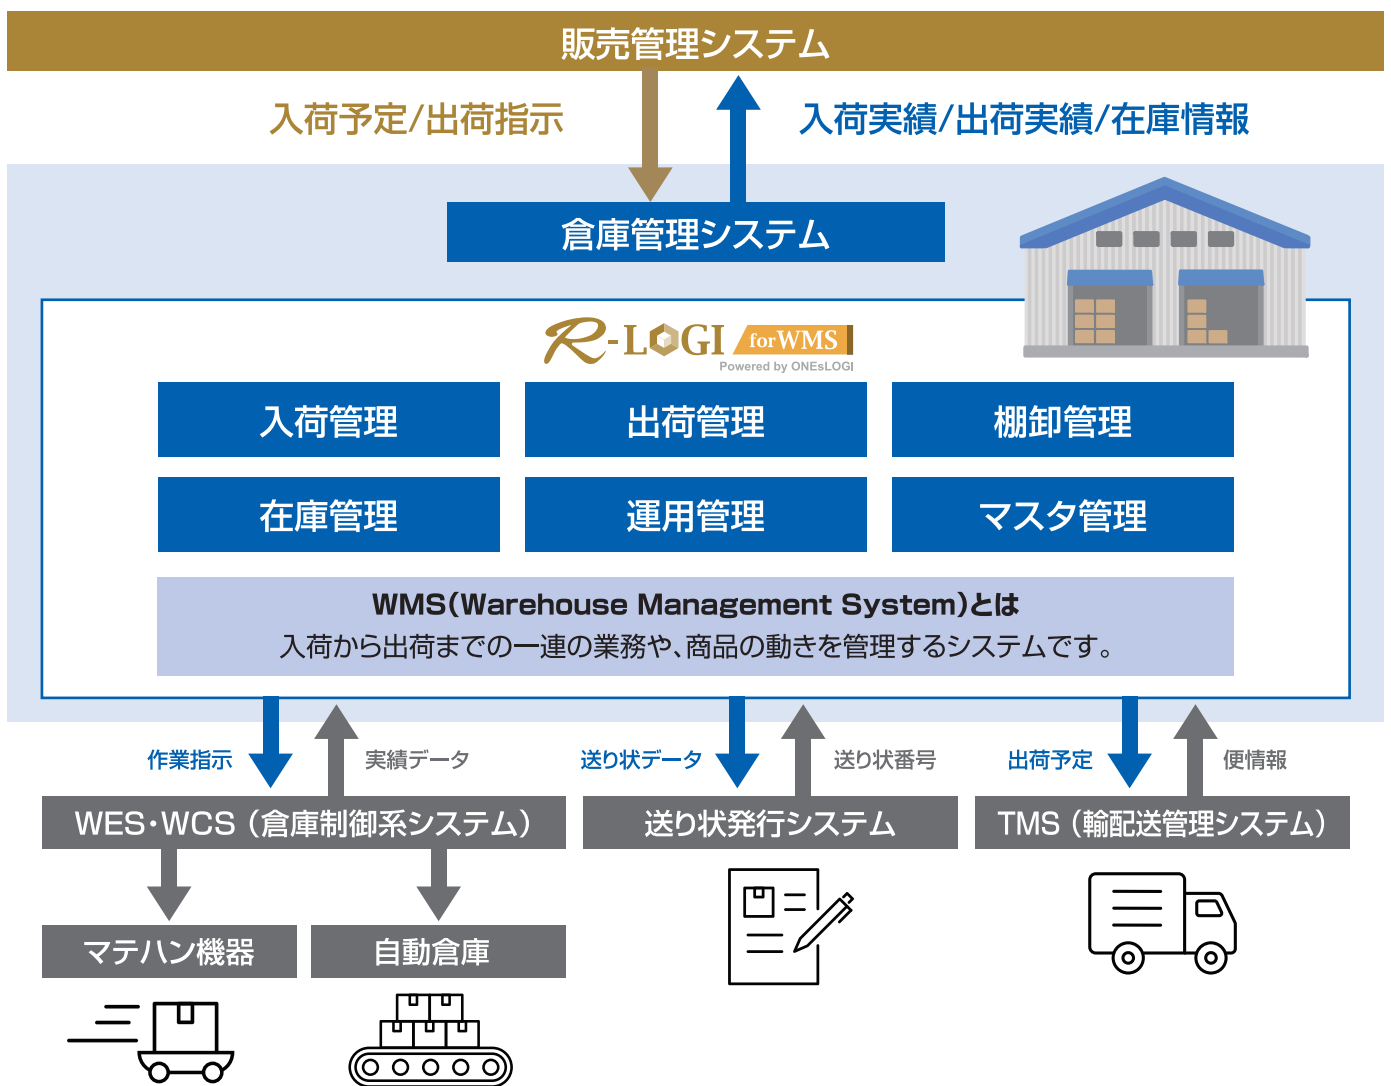 販売管理システム
入荷予定/出荷指示
入荷実績/出荷実績/在庫情報
倉庫管理システム
R-LOGI for WMS
Powered by ONEsLOGI
入荷管理
出荷管理
棚卸管理
在庫管理
運用管理
マスタ管理
WMS(Warehouse Management System)とは
入荷から出荷までの一連の業務や、商品の動きを管理するシステムです。
作業指示
実績データ
送り状データ
送り状番号
出荷予定
便情報
WES・WCS（倉庫制御系システム）
送り状発行システム
TMS（輸配送管理システム）
マテハン機器
自動倉庫